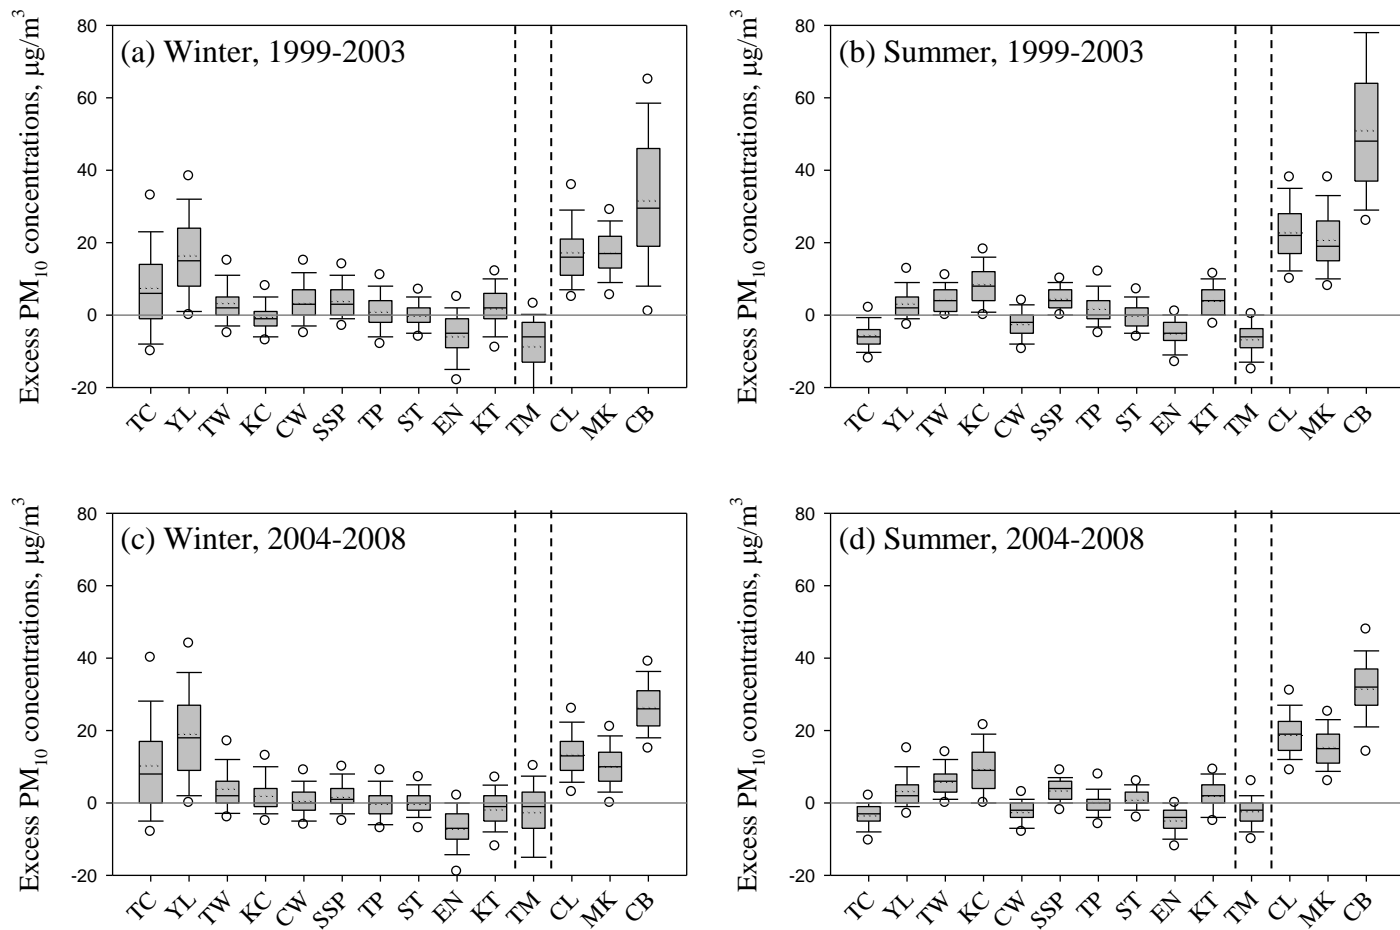 Excess PM10 concentrations, µg/m3
80
60
40
20
0
-20
(a) Winter, 1999-2003
TC YL TW KC CW SSP TP ST EN KT TM CL MK CB
Excess PM10 concentrations, µg/m3
80
60
40
20
0
-20
(b) Summer, 1999-2003
TC YL TW KC CW SSP TP ST EN KT TM CL MK CB
Excess PM10 concentrations, µg/m3
80
60
40
20
0
-20
(c) Winter, 2004-2008
TC YL TW KC CW SSP TP ST EN KT TM CL MK CB
Excess PM10 concentrations, µg/m3
80
60
40
20
0
-20
(d) Summer, 2004-2008
TC YL TW KC CW SSP TP ST EN KT TM CL MK CB